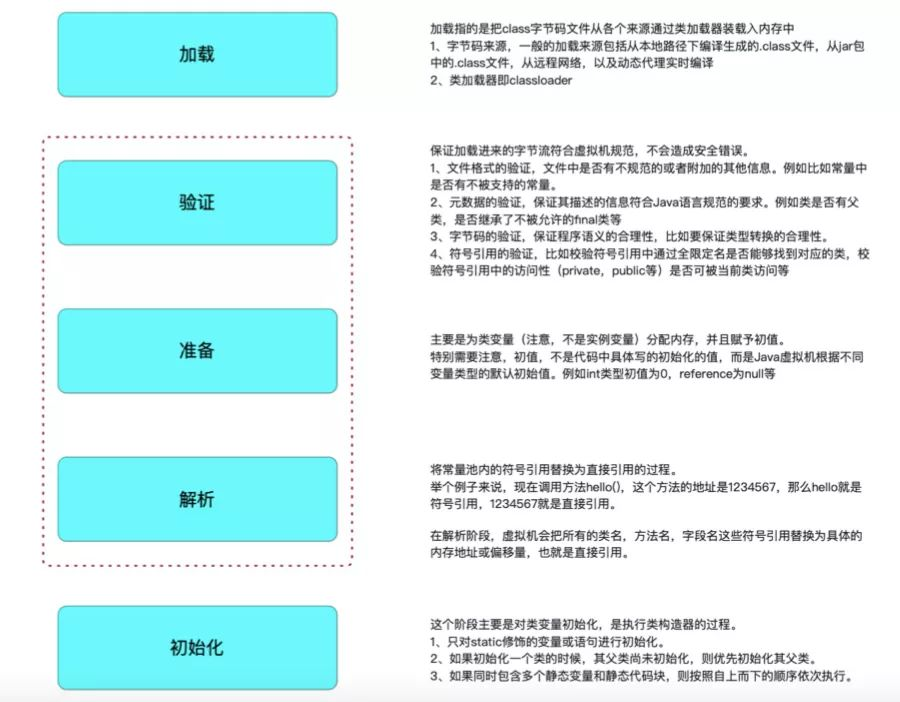 加载
加载指的是把class字节码文件从各个来源通过类加载器装载入内存中
1、字节码来源，一般的加载来源包括从本地路径下编译生成的.class文件，从jar包
中的.class文件，从远程网络，以及动态代理实时编译
2、类加载器即classloader
验证
保证加载进来的字节流符合虚拟机规范，不会造成安全错误。
1、文件格式的验证，文件中是否有不规范的或者附加的其他信息。例如比如常量中
是否有不被支持的常量。
2、元数据的验证，保证其描述的信息符合Java语言规范的要求。例如类是否有父
类，是否继承了不被允许的final类等
3、字节码的验证，保证程序语义的合理性，比如要保证类型转换的合理性。
4、符号引用的验证，比如校验符号引用中通过全限定名是否能够找到对应的类，校
验符号引用中的访问性（private，public等）是否可被当前类访问等
准备
主要是为类变量（注意，不是实例变量）分配内存，并且赋予初值。
特别需要注意，初值，不是代码中具体写的初始化的值，而是Java虚拟机根据不同
变量类型的默认初始值。例如int类型初值为0，reference为null等
解析
将常量池内的符号引用替换为直接引用的过程。
举个例子来说，现在调用方法hello()，这个方法的地址是1234567，那么hello就是
符号引用，1234567就是直接引用。
在解析阶段，虚拟机会把所有的类名，方法名，字段名这些符号引用替换为具体的
内存地址或偏移量，也就是直接引用。
初始化
这个阶段主要是对类变量初始化，是执行类构造器的过程。
1、只对static修饰的变量或语句进行初始化。
2、如果初始化一个类的时候，其父类尚未初始化，则优先初始化其父类。
3、如果同时包含多个静态变量和静态代码块，则按照自上而下的顺序依次执行。